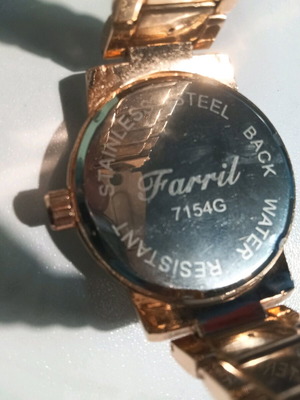 STAINLESS STEEL BACK WATER RESISTANT
Farril
7154G